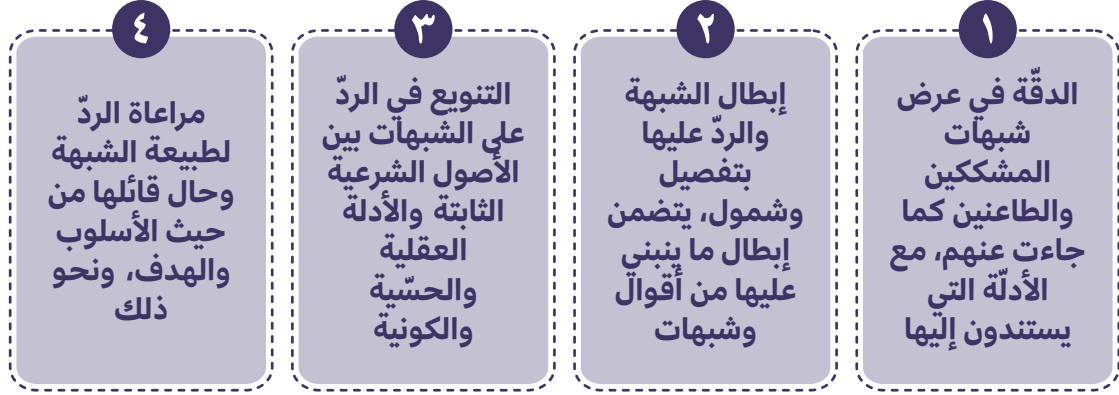 ١
الدقّة في عرض
شبهات
المشككين
والطاعنين كما
جاءت عنهم، مع
الأدلّة التي
يستندون إليها
٢
إبطال الشبهة
والردّ عليها
بتفصيل
وشمول، يتضمن
إبطال ما ينبني
عليها من أقوال
وشبهات
٣
التنويع في الردّ
على الشبهات بين
الأصول الشرعية
الثابتة والأدلة
العقلية
والحسّية
والكونية
٤
مراعاة الردّ
لطبيعة الشبهة
وحال قائلها من
حيث الأسلوب
والهدف، ونحو
ذلك